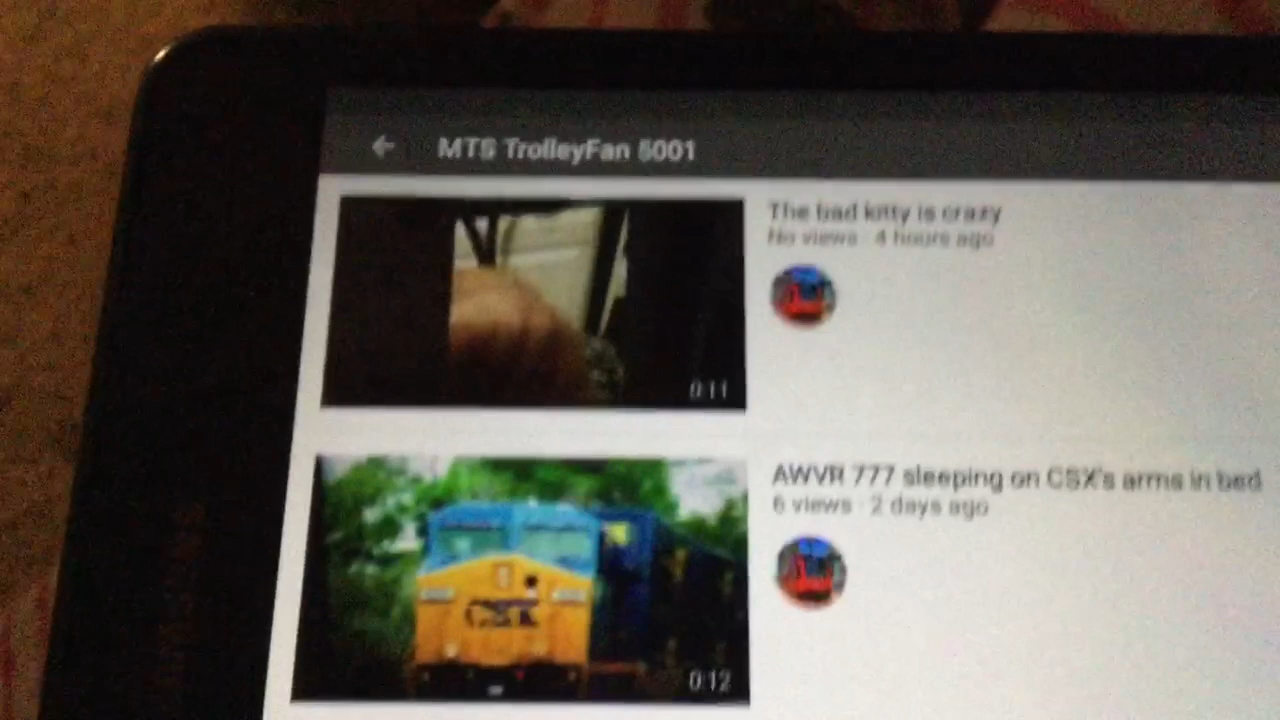 MTS TrolleyFan 5001
The bad kitty is crazy
No views · 4 hours ago
0:11
AWVR 777 sleeping on CSX's arms in bed
6 views · 2 days ago
CSX
0:12